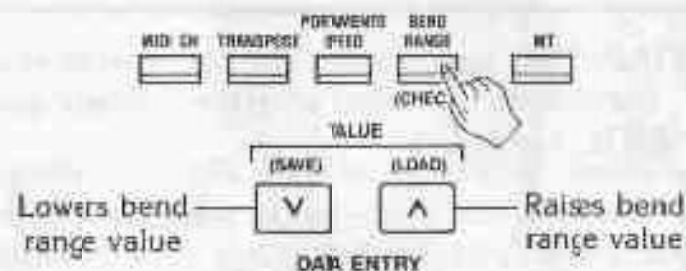 PORTAMENTO BEND
MIDI CH TRANSPOSE SPEED RANGE MT
(CHEC
VALUE
(SAVE) (LOAD)
Lowers bend Raises bend
range value range value
DATA ENTRY